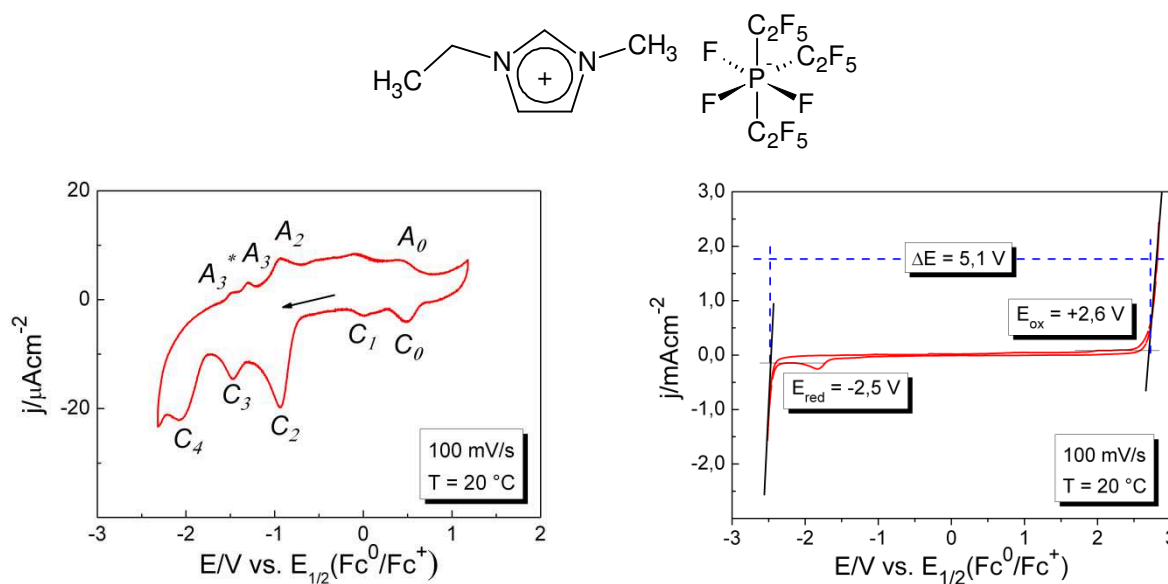 C₂F₅
F
C₂F₅
P⁻
F
F
C₂F₅
N
N
CH₃
H₃C
+
20
0
-20
-3
-2
-1
0
1
2
j/µAcm⁻²
E/V vs. E₁/₂(Fc⁰/Fc⁺)
A₃*
A₃
A₂
A₀
C₁
C₀
C₃
C₂
C₄
100 mV/s
T = 20 °C
3,0
2,0
1,0
0,0
-1,0
-2,0
-3
-2
-1
0
1
2
3
j/mAcm⁻²
E/V vs. E₁/₂(Fc⁰/Fc⁺)
ΔE = 5,1 V
E_ox = +2,6 V
E_red = -2,5 V
100 mV/s
T = 20 °C